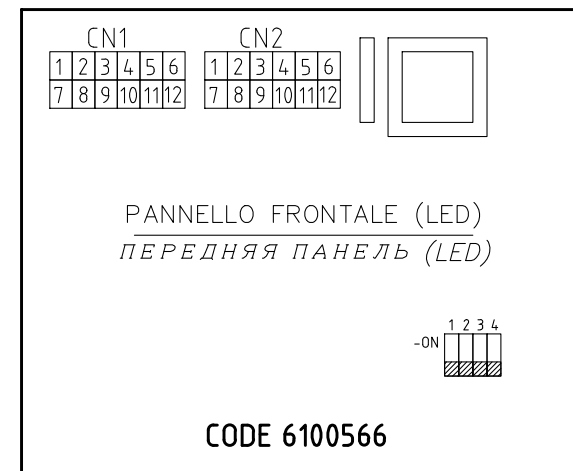 CN1 CN2
1 2 3 4 5 6 1 2 3 4 5 6
7 8 9 10 11 12 7 8 9 10 11 12
PANNELLO FRONTALE (LED)
ПЕРЕДНЯЯ ПАНЕЛЬ (LED)
1 2 3 4
-ON
CODE 6100566